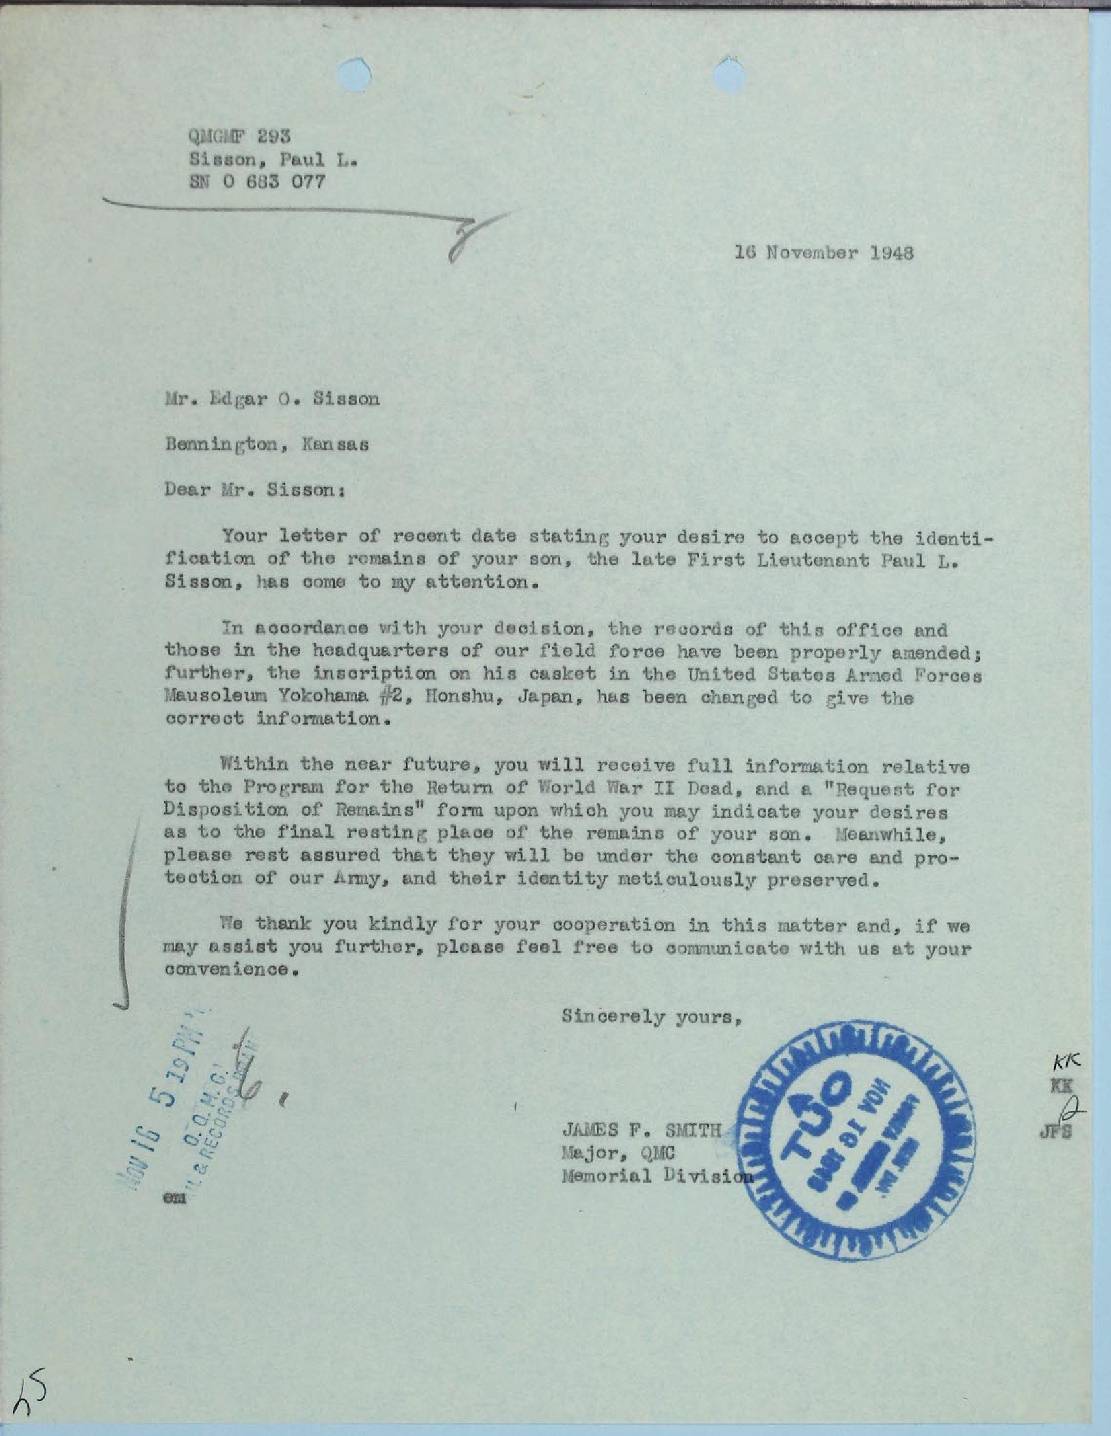 QMGMF 293
Sisson, Paul L.
SN O 683 077
16 November 1948
Mr. Edgar O. Sisson
Bennington, Kansas
Dear Mr. Sisson:
Your letter of recent date stating your desire to accept the identi-
fication of the remains of your son, the late First Lieutenant Paul L.
Sisson, has come to my attention.
In accordance with your decision, the records of this office and
those in the headquarters of our field force have been properly amended;
further, the inscription on his casket in the United States Armed Forces
Mausoleum Yokohama #2, Honshu, Japan, has been changed to give the
correct information.
Within the near future, you will receive full information relative
to the Program for the Return of World War II Dead, and a "Request for
Disposition of Remains" form upon which you may indicate your desires
as to the final resting place of the remains of your son. Meanwhile,
please rest assured that they will be under the constant care and pro-
tection of our Army, and their identity meticulously preserved.
We thank you kindly for your cooperation in this matter and, if we
may assist you further, please feel free to communicate with us at your
convenience.
Sincerely yours,
KK
KK
JFS
JAMES F. SMITH
Major, QMC
Memorial Division
NOV 16 5 19 PM
O. Q. M. G.
& RECORDS
em
OUT
NOV 16